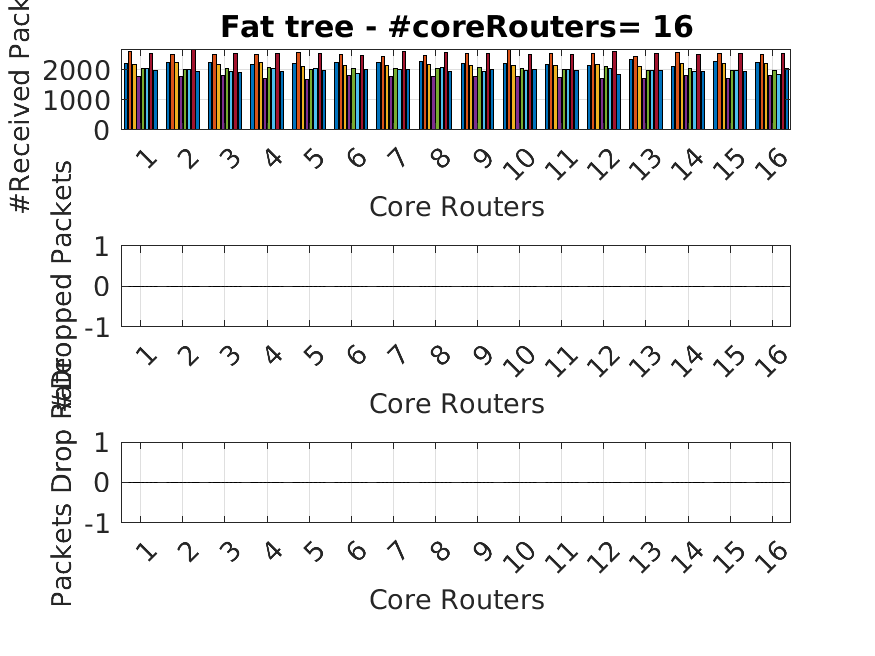 Fat tree - #coreRouters= 16
#Received Pack
2000
1000
0
1 2 3 4 5 6 7 8 9 10 11 12 13 14 15 16
Core Routers
#Dropped Packets
1
0
-1
1 2 3 4 5 6 7 8 9 10 11 12 13 14 15 16
Core Routers
Packets Drop Rate
1
0
-1
1 2 3 4 5 6 7 8 9 10 11 12 13 14 15 16
Core Routers